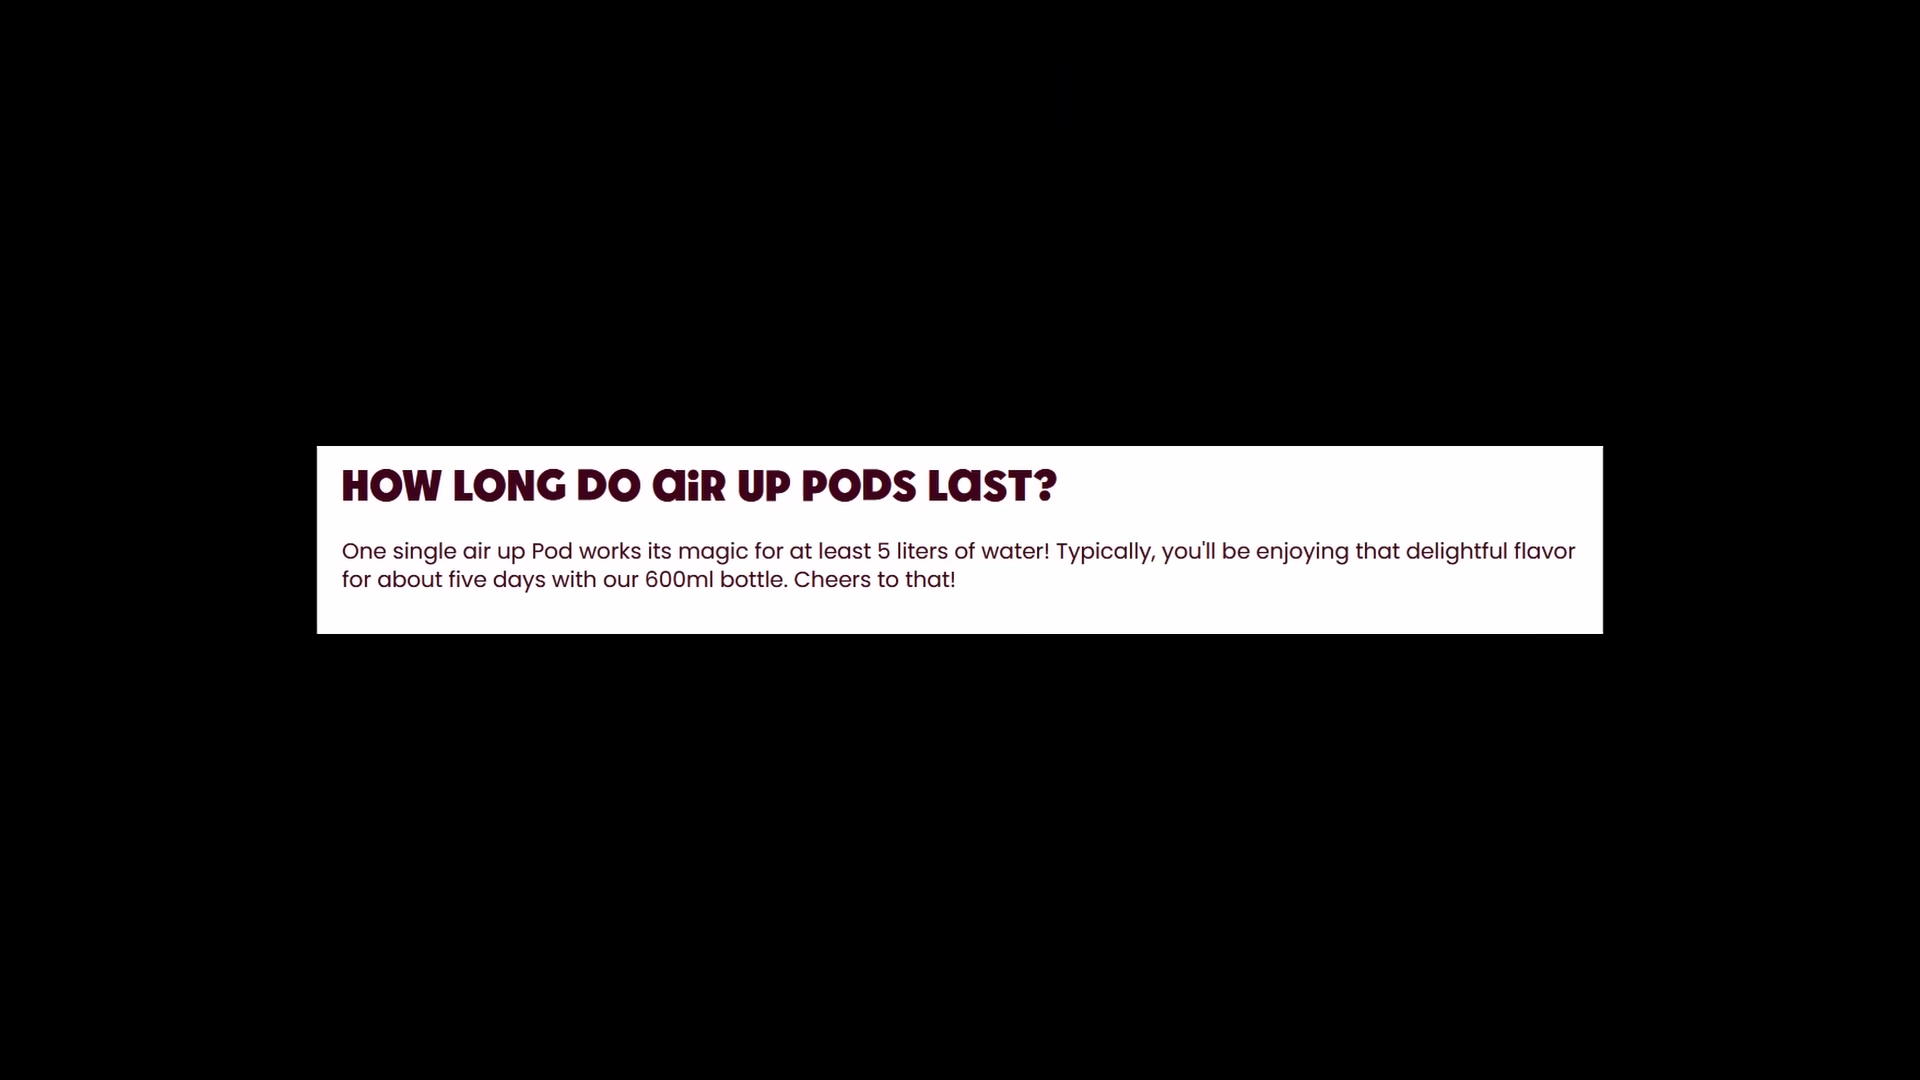 HOW LONG DO aiR UP PODS LaST?
One single air up Pod works its magic for at least 5 liters of water! Typically, you'll be enjoying that delightful flavor
for about five days with our 600ml bottle. Cheers to that!